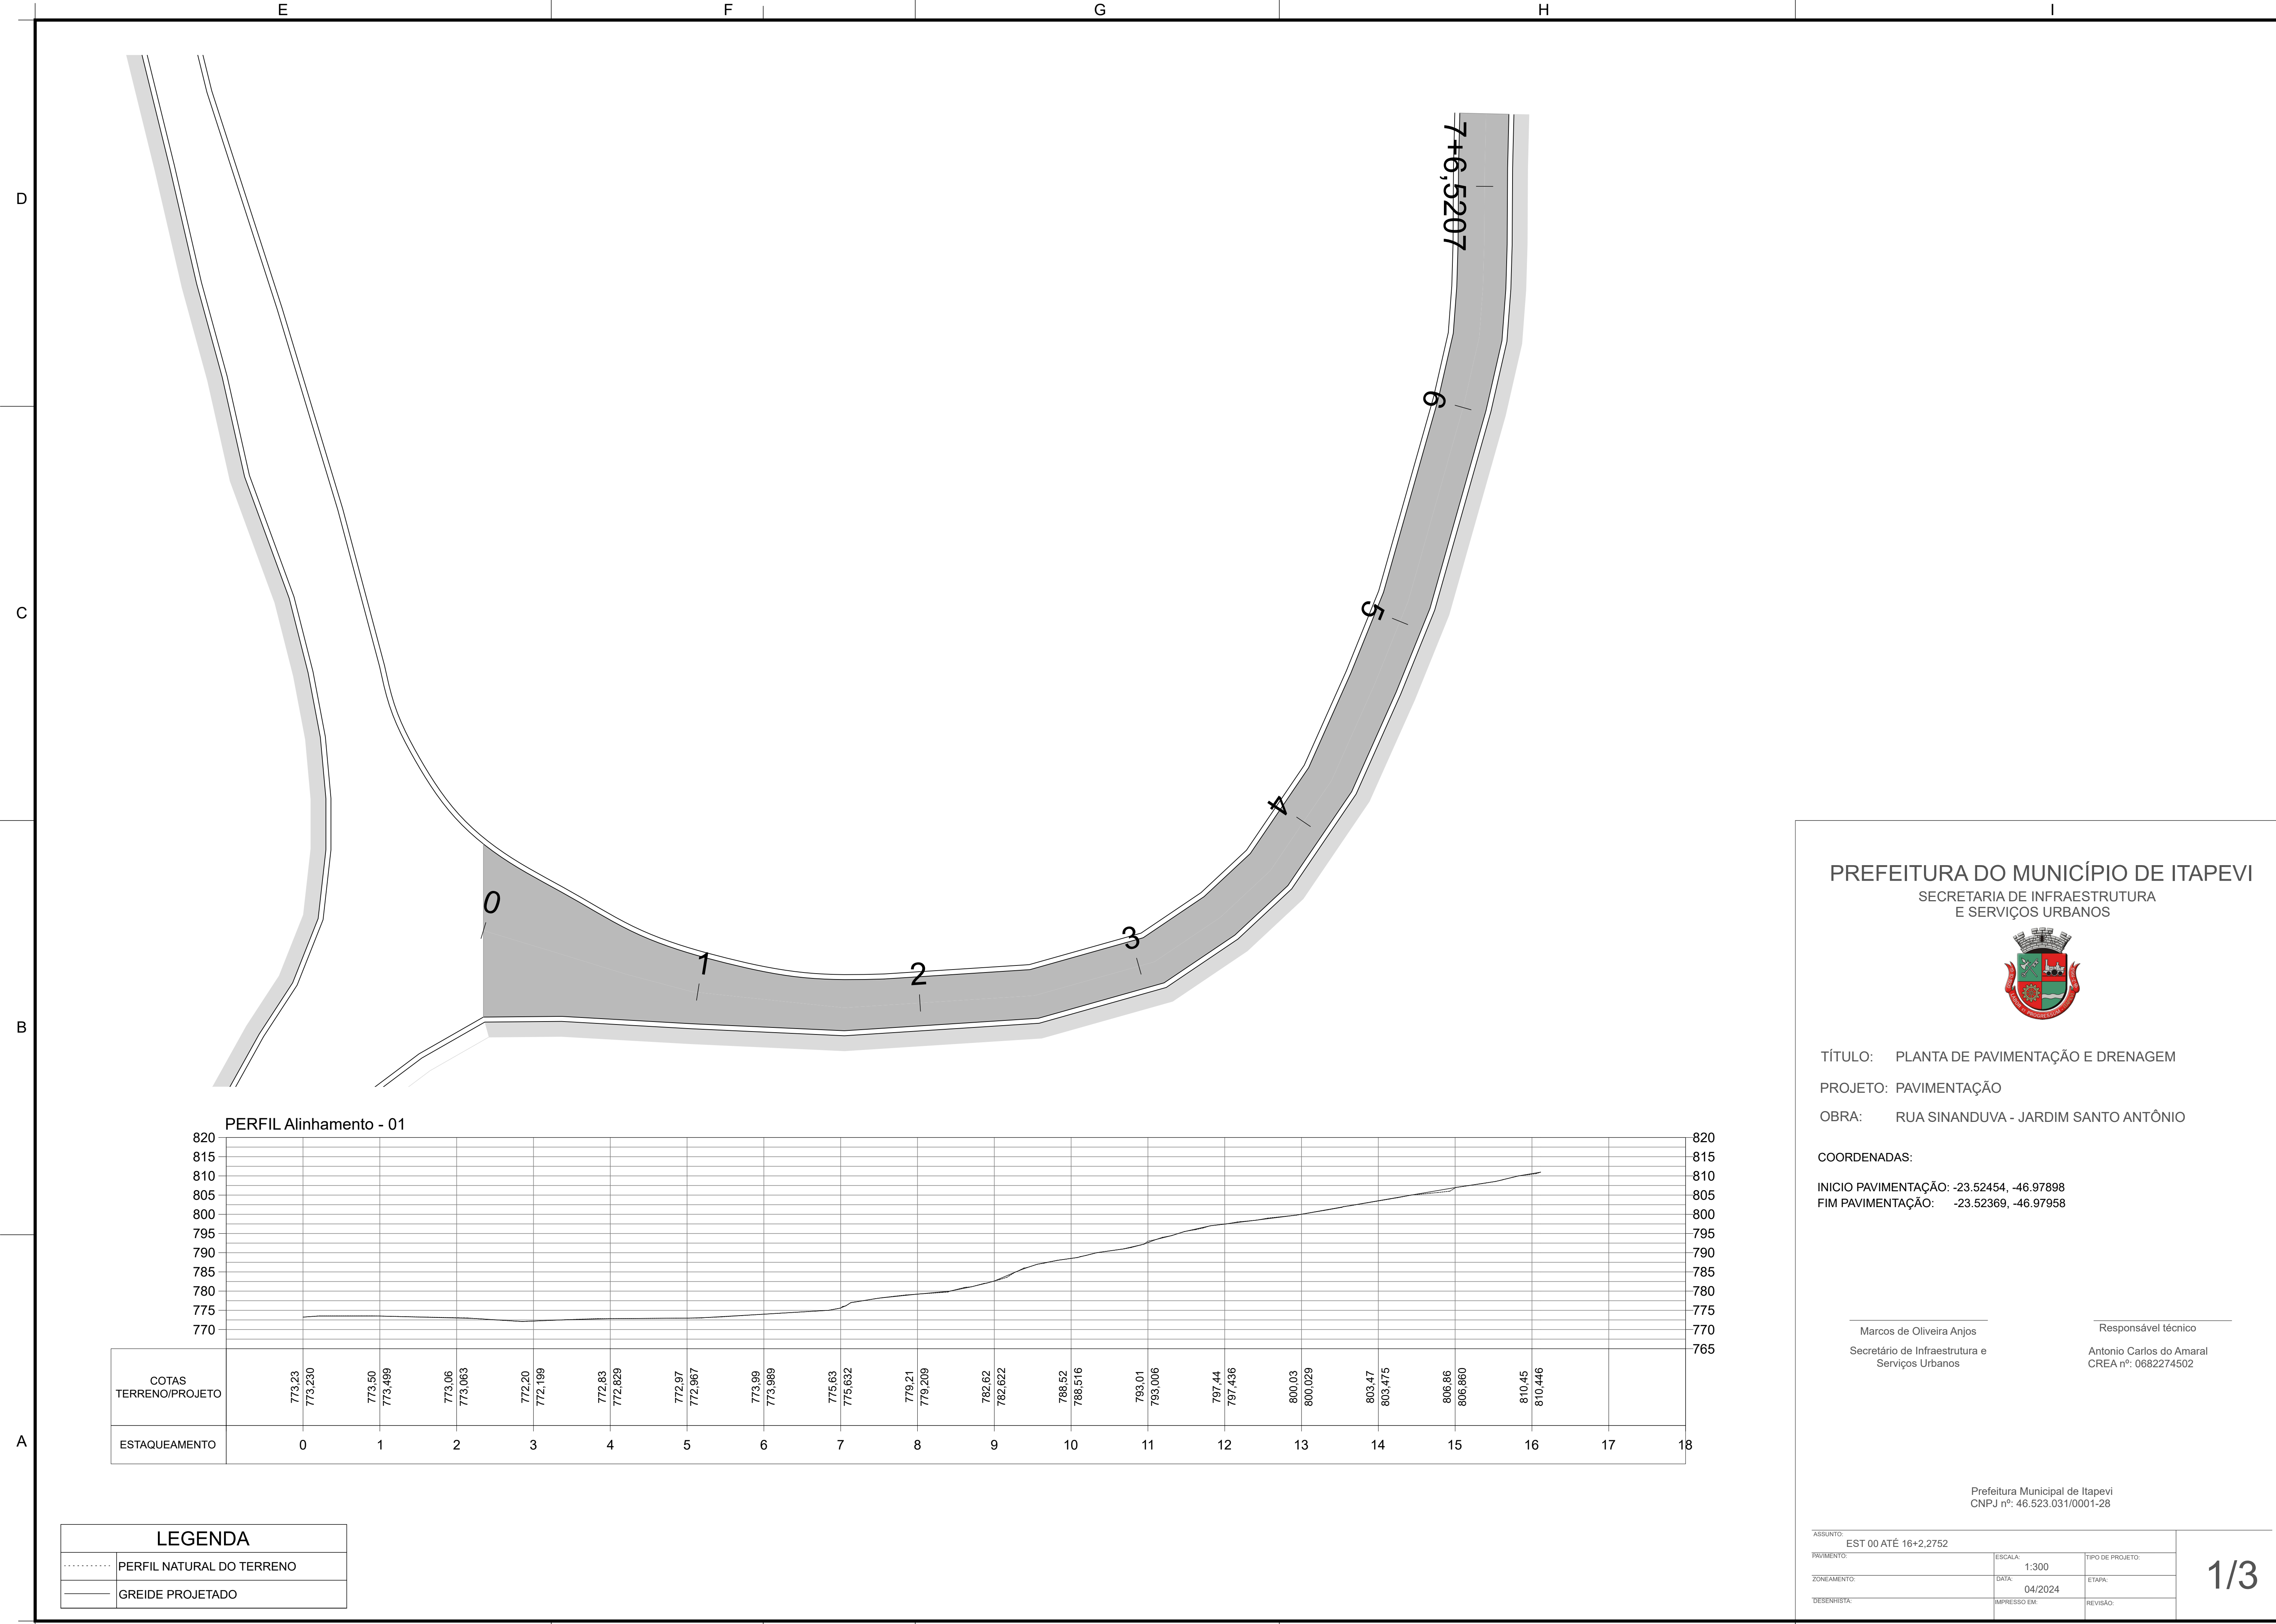 E F G H I
D
C
B
A
7+6,5207
6
5
4
3
2
1
0
PERFIL Alinhamento - 01
820 820
815 815
810 810
805 805
800 800
795 795
790 790
785 785
780 780
775 775
770 770
765
COTAS
TERRENO/PROJETO
773,23 773,50 773,06 772,20 772,83 772,97 773,99 775,63 779,21 782,62 788,52 793,01 797,44 800,03 803,47 806,86 810,45
773,230 773,499 773,063 772,199 772,829 772,967 773,989 775,632 779,209 782,622 788,516 793,006 797,436 800,029 803,475 806,860 810,446
ESTAQUEAMENTO 0 1 2 3 4 5 6 7 8 9 10 11 12 13 14 15 16 17 18
LEGENDA
PERFIL NATURAL DO TERRENO
GREIDE PROJETADO
PREFEITURA DO MUNICÍPIO DE ITAPEVI
SECRETARIA DE INFRAESTRUTURA
E SERVIÇOS URBANOS
TÍTULO: PLANTA DE PAVIMENTAÇÃO E DRENAGEM
PROJETO: PAVIMENTAÇÃO
OBRA: RUA SINANDUVA - JARDIM SANTO ANTÔNIO
COORDENADAS:
INICIO PAVIMENTAÇÃO: -23.52454, -46.97898
FIM PAVIMENTAÇÃO: -23.52369, -46.97958
Marcos de Oliveira Anjos
Secretário de Infraestrutura e
Serviços Urbanos
Responsável técnico
Antonio Carlos do Amaral
CREA nº: 0682274502
Prefeitura Municipal de Itapevi
CNPJ nº: 46.523.031/0001-28
ASSUNTO:
EST 00 ATÉ 16+2,2752
PAVIMENTO: ESCALA: TIPO DE PROJETO:
1:300
ZONEAMENTO: DATA: ETAPA:
04/2024
DESENHISTA: IMPRESSO EM: REVISÃO:
1/3